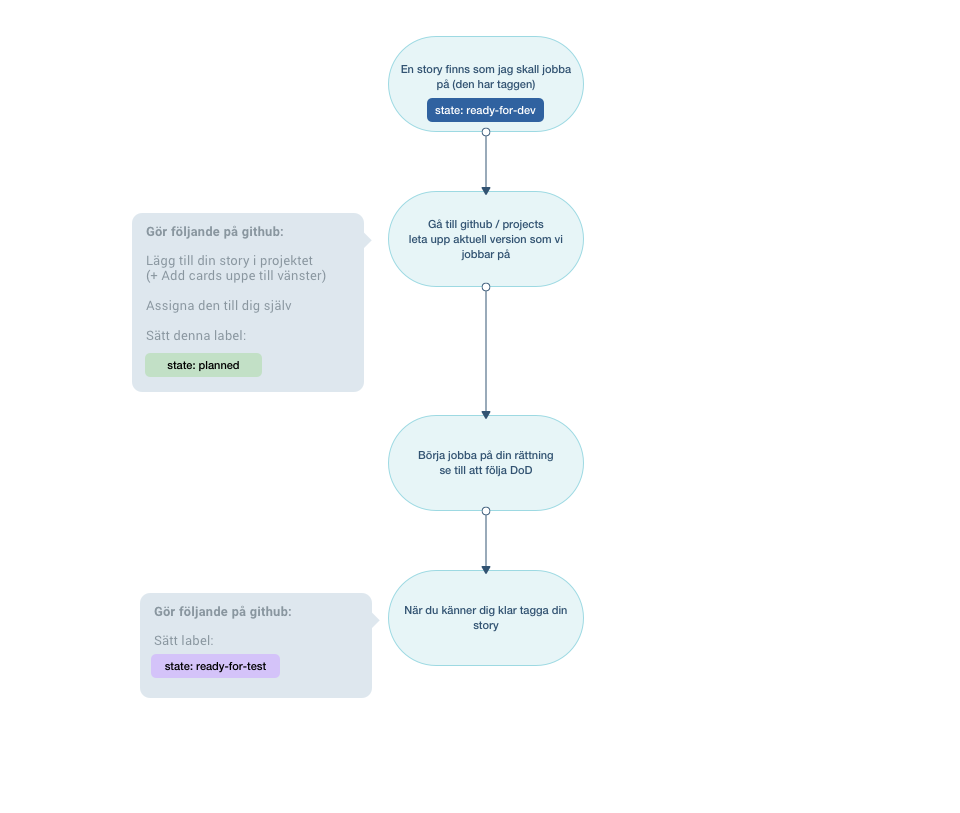 En story finns som jag skall jobba
på (den har taggen)
state: ready-for-dev
Gå till github / projects
leta upp aktuell version som vi
jobbar på
Gör följande på github:
Lägg till din story i projektet
(+ Add cards uppe till vänster)
Assigna den till dig själv
Sätt denna label:
state: planned
Börja jobba på din rättning
se till att följa DoD
När du känner dig klar tagga din
story
Gör följande på github:
Sätt label:
state: ready-for-test